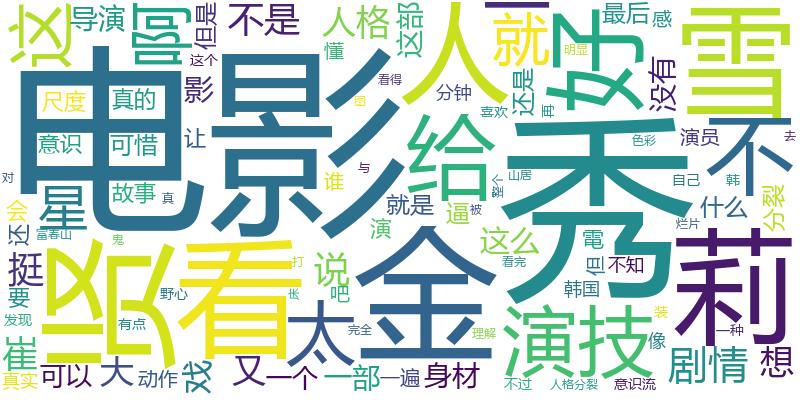 这
导演
啊
但是
不是
人格
懂
这部
人
一
就
好
最后
感
雪
电影
这个
影
看得
分钟
还是
没有
尺度
真的
让
意识
可惜
给
喜欢
再
明显
秀
色彩
演员
不
去
对
真
星
故事
图
谁
与
就是
逼
被
整个
山居
自己
韩
什么
分裂
会
还
富春山
鬼
贤
看
打
张
演
这么
電
烂片
莉
挺
要
野心
说
吧
金
看完
但
不知
韩国
发现
有点
太
完全
理解
演技
装
像
一种
崔
真实
可以
大
动作
戏
又
一个
一部
一遍
身材
不过
人格分裂
意识流
剧情
想